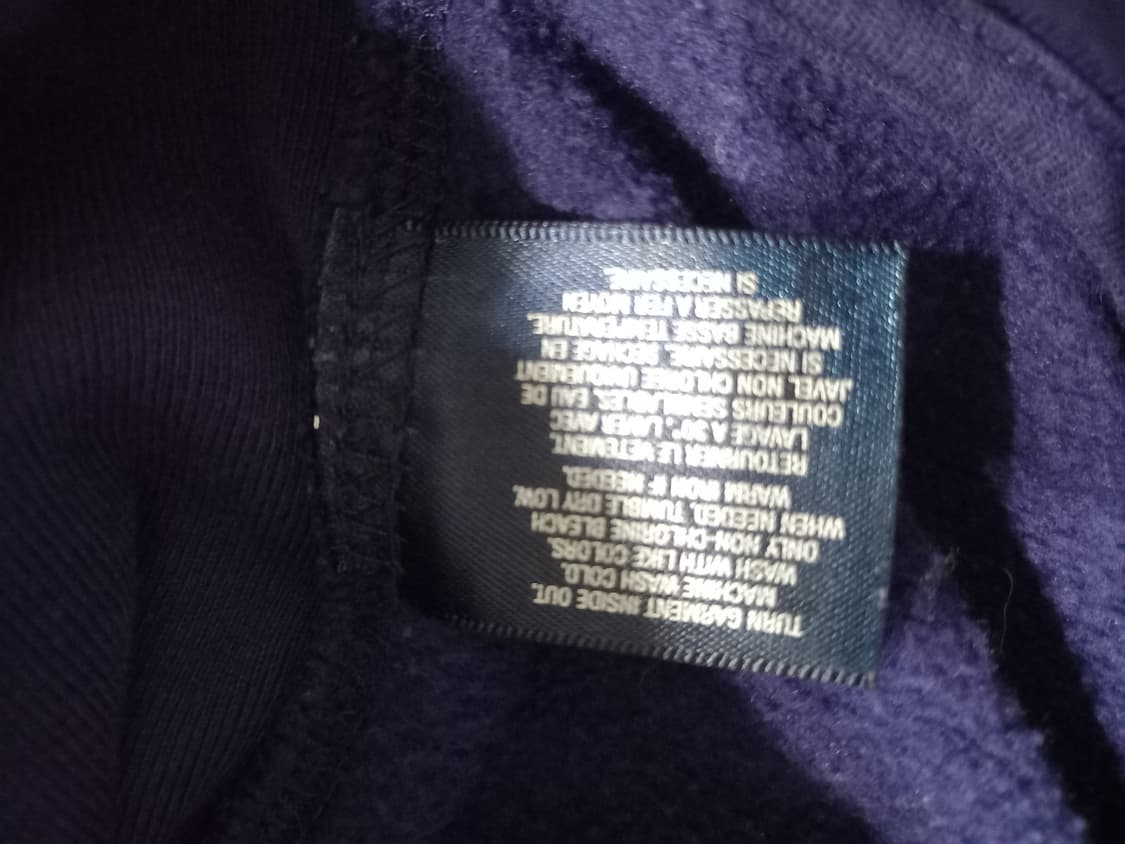 TURN GARMENT INSIDE OUT.
MACHINE WASH COLD.
WASH WITH LIKE COLORS.
ONLY NON-CHLORINE BLEACH
WHEN NEEDED. TUMBLE DRY LOW.
WARM IRON IF NEEDED.
RETOURNER LE VETEMENT.
LAVAGE A 30°. LAVER AVEC
COULEURS SEMILAIRES. EAU DE
JAVEL NON CHLOREE UNIQUEMENT
SI NECESSAIRE. SECHAGE EN
MACHINE BASSE TEMPERATURE.
REPASSER A FER MOYEN
SI NECESSAIRE.